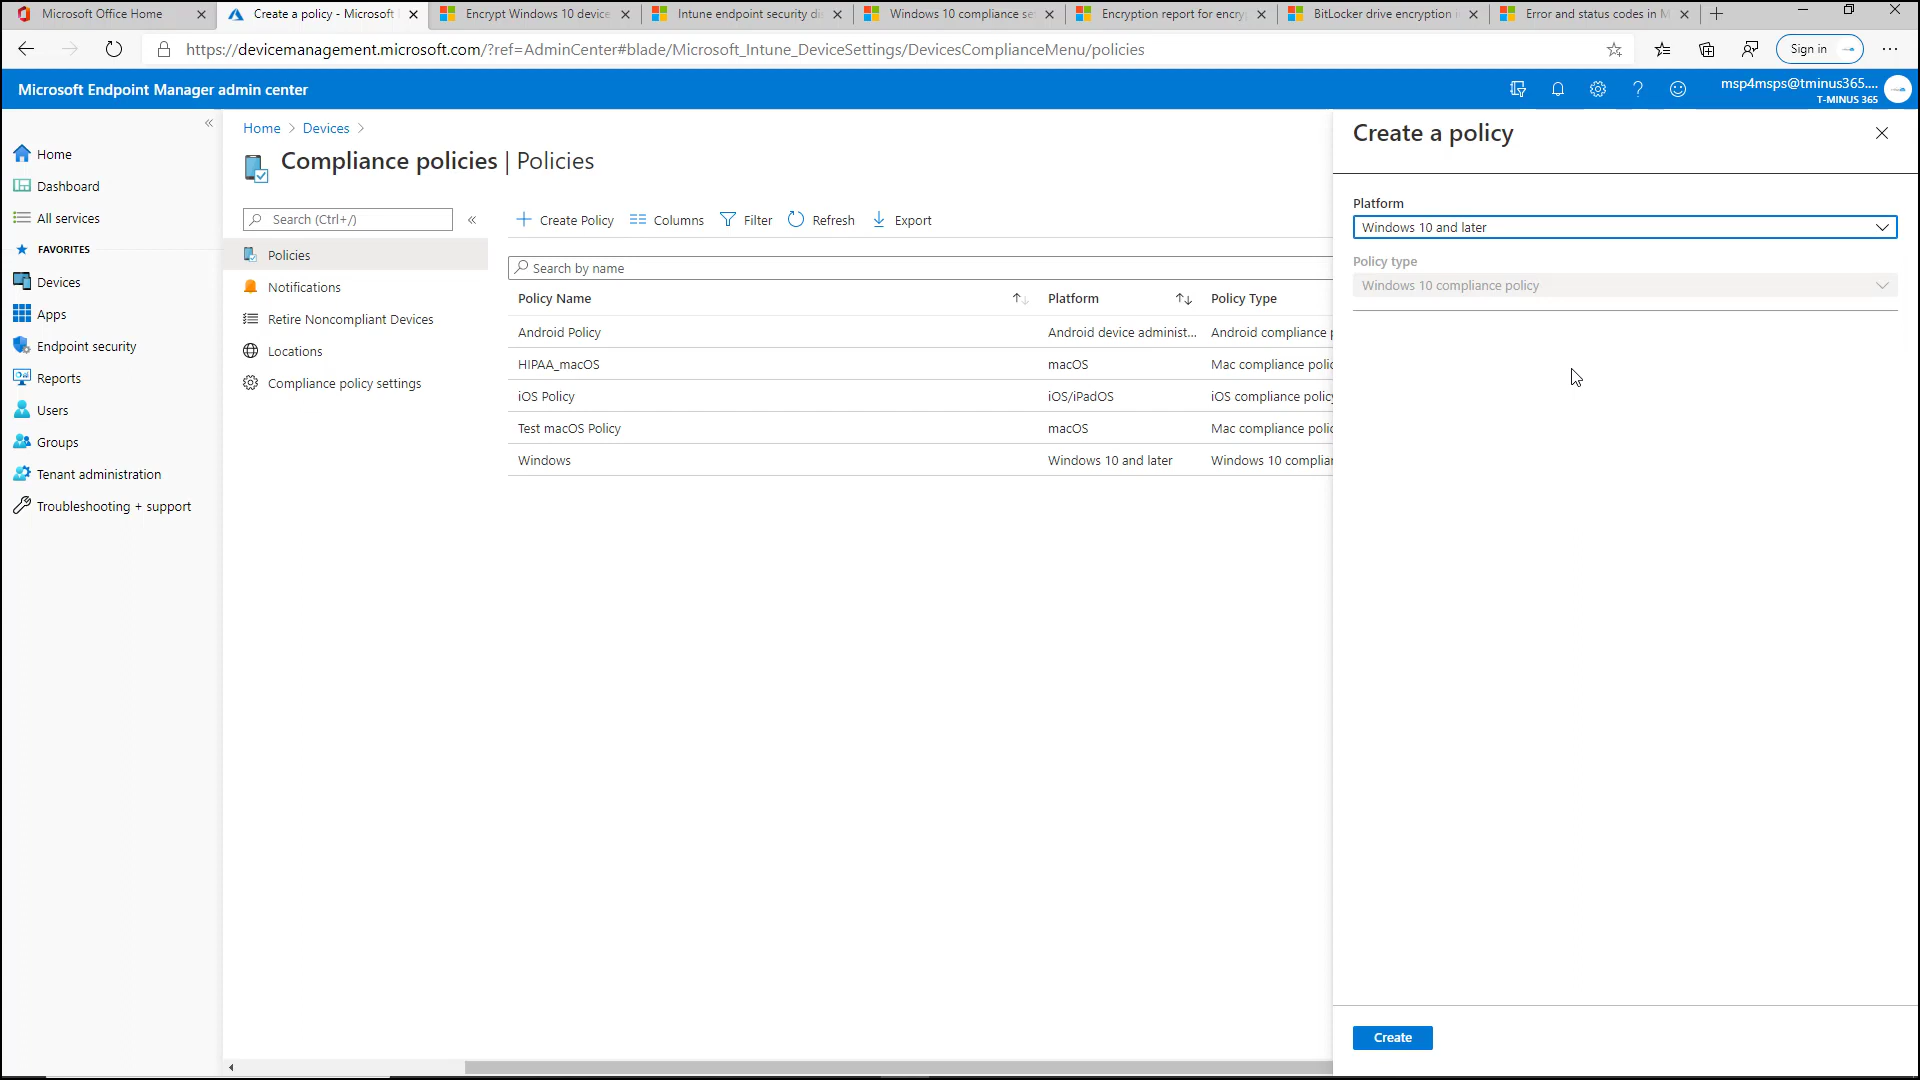 Microsoft Office Home
Create a policy - Microsoft
Encrypt Windows 10 device
Intune endpoint security di
Windows 10 compliance se
Encryption report for encry
BitLocker drive encryption i
Error and status codes in M
https://devicemanagement.microsoft.com/?ref=AdminCenter#blade/Microsoft_Intune_DeviceSettings/DevicesComplianceMenu/policies
Sign in
Microsoft Endpoint Manager admin center
msp4msps@tminus365....
T-MINUS 365
Home
Dashboard
All services
FAVORITES
Devices
Apps
Endpoint security
Reports
Users
Groups
Tenant administration
Troubleshooting + support
Home > Devices >
Compliance policies | Policies
Search (Ctrl+/)
Policies
Notifications
Retire Noncompliant Devices
Locations
Compliance policy settings
Create Policy
Columns
Filter
Refresh
Export
Search by name
Policy Name
Platform
Policy Type
Android Policy
Android device administ...
Android compliance p
HIPAA_macOS
macOS
Mac compliance polic
iOS Policy
iOS/iPadOS
iOS compliance policy
Test macOS Policy
macOS
Mac compliance polic
Windows
Windows 10 and later
Windows 10 complian
Create a policy
Platform
Windows 10 and later
Policy type
Windows 10 compliance policy
Create